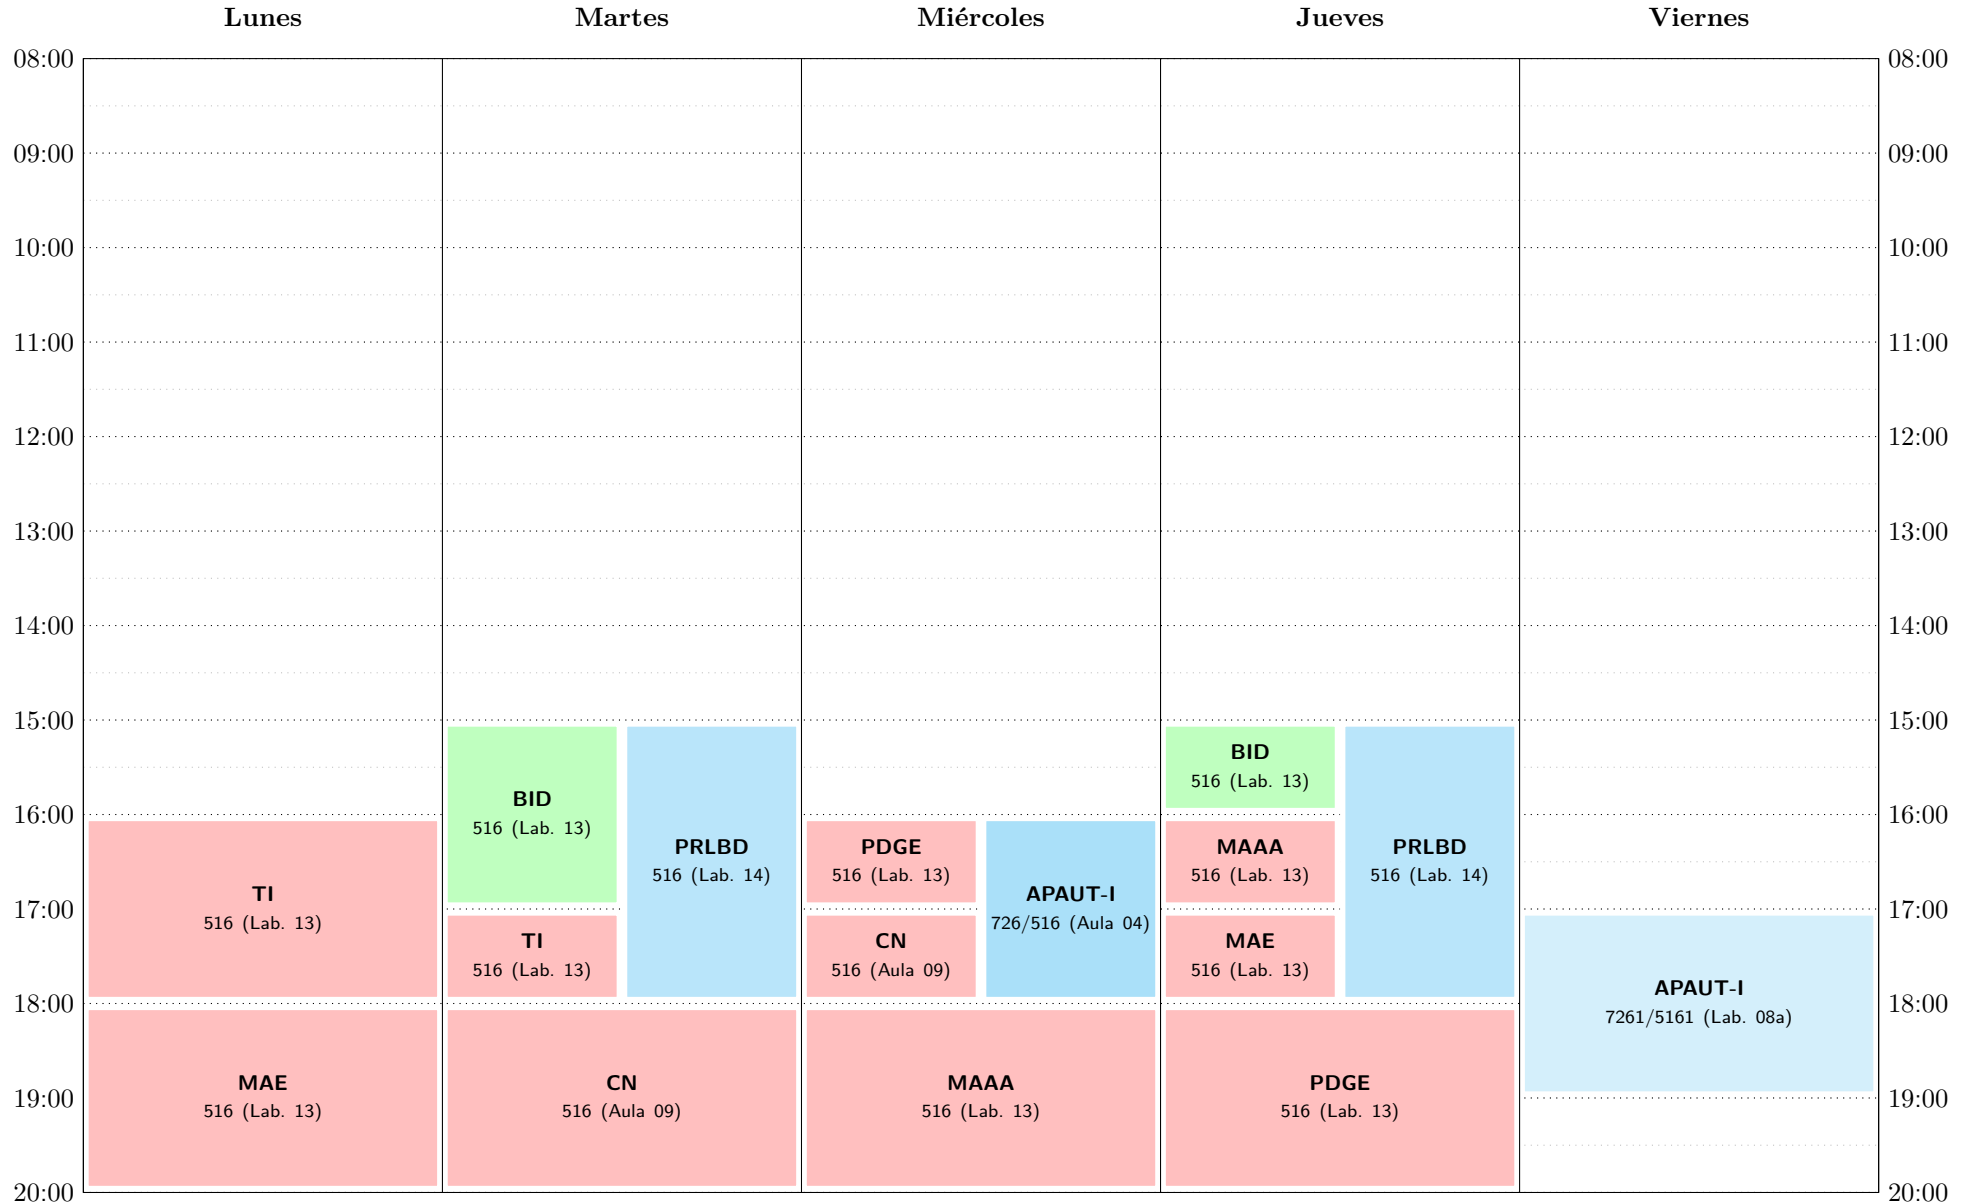 Lunes Martes Miércoles Jueves Viernes
08:00 08:00
09:00 09:00
10:00 10:00
11:00 11:00
12:00 12:00
13:00 13:00
14:00 14:00
15:00 15:00
16:00 16:00
17:00 17:00
18:00 18:00
19:00 19:00
20:00 20:00
TI
516 (Lab. 13)
MAE
516 (Lab. 13)
BID
516 (Lab. 13)
PRLBD
516 (Lab. 14)
TI
516 (Lab. 13)
CN
516 (Aula 09)
PDGE
516 (Lab. 13)
APAUT-I
726/516 (Aula 04)
CN
516 (Aula 09)
MAAA
516 (Lab. 13)
BID
516 (Lab. 13)
MAAA
516 (Lab. 13)
PRLBD
516 (Lab. 14)
MAE
516 (Lab. 13)
PDGE
516 (Lab. 13)
APAUT-I
7261/5161 (Lab. 08a)